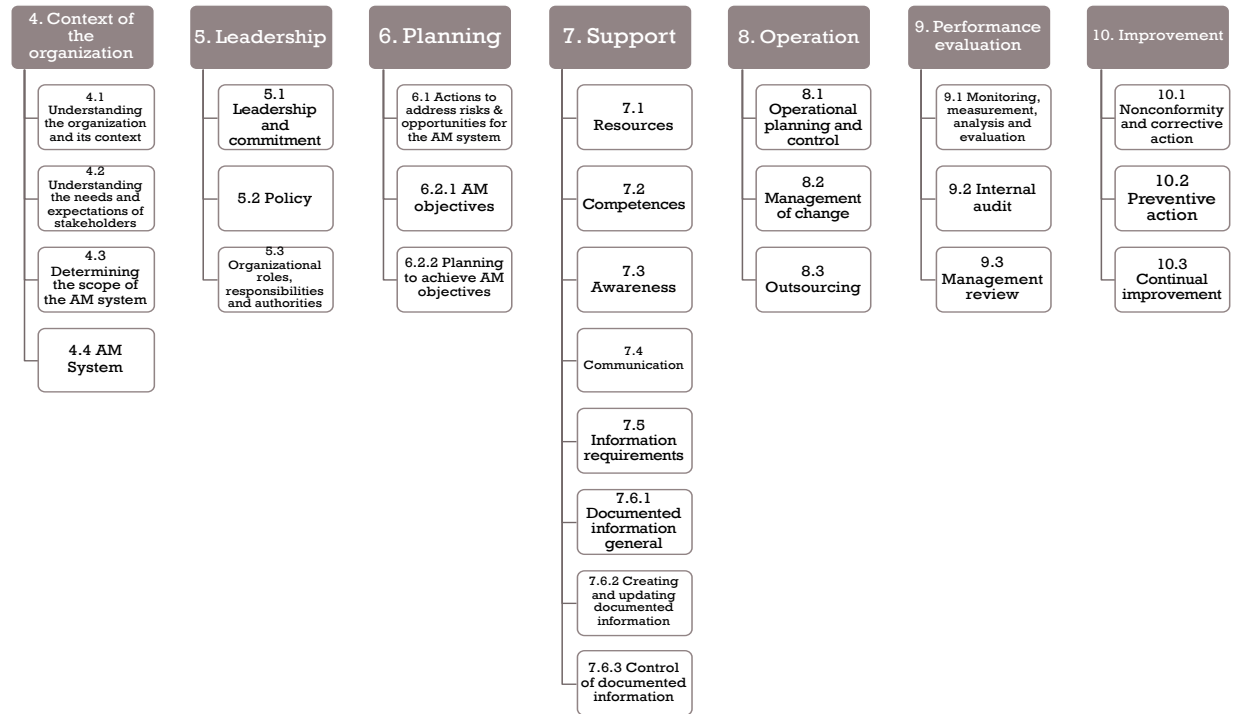 4. Context of
the
organization
4.1
Understanding
the organization
and its context
4.2
Understanding
the needs and
expectations of
stakeholders
4.3
Determining
the scope of
the AM system
4.4 AM
System
5. Leadership
5.1
Leadership
and
commitment
5.2 Policy
5.3
Organizational
roles,
responsibilities
and authorities
6. Planning
6.1 Actions to
address risks &
opportunities for
the AM system
6.2.1 AM
objectives
6.2.2 Planning
to achieve AM
objectives
7. Support
7.1
Resources
7.2
Competences
7.3
Awareness
7.4
Communication
7.5
Information
requirements
7.6.1
Documented
information
general
7.6.2 Creating
and updating
documented
information
7.6.3 Control
of documented
information
8. Operation
8.1
Operational
planning and
control
8.2
Management
of change
8.3
Outsourcing
9. Performance
evaluation
9.1 Monitoring,
measurement,
analysis and
evaluation
9.2 Internal
audit
9.3
Management
review
10. Improvement
10.1
Nonconformity
and corrective
action
10.2
Preventive
action
10.3
Continual
improvement